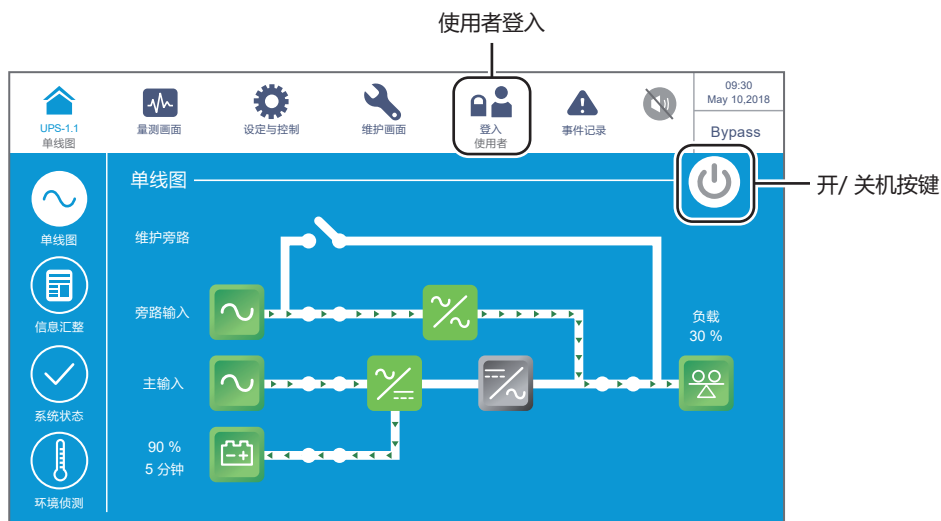 使用者登入
UPS-1.1
单线图
量测画面
设定与控制
维护画面
登入
使用者
事件记录
09:30
May 10,2018
Bypass
开/ 关机按键
单线图
单线图
信息汇整
系统状态
环境侦测
维护旁路
旁路输入
主输入
90 %
5 分钟
负载
30 %